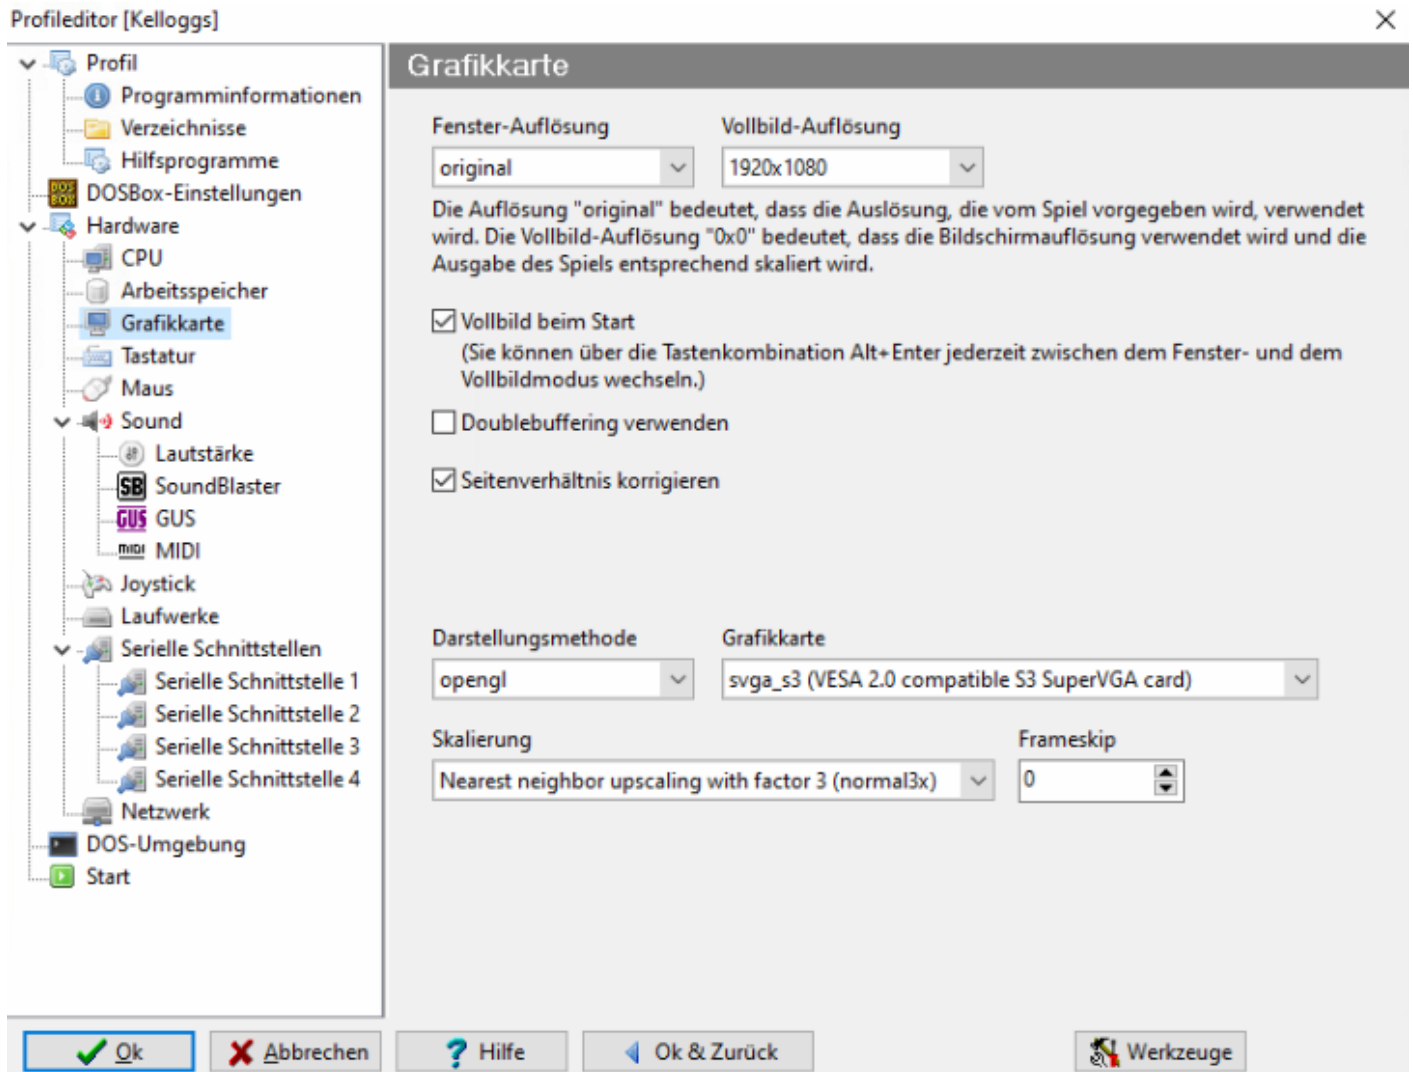 Profileditor [Kelloggs]
Profil
Programminformationen
Verzeichnisse
Hilfsprogramme
DOS
BOX
DOSBox-Einstellungen
Hardware
CPU
Arbeitsspeicher
Grafikkarte
Tastatur
Maus
Sound
Lautstärke
SB SoundBlaster
GUS GUS
MIDI MIDI
Joystick
Laufwerke
Serielle Schnittstellen
Serielle Schnittstelle 1
Serielle Schnittstelle 2
Serielle Schnittstelle 3
Serielle Schnittstelle 4
Netzwerk
DOS-Umgebung
Start
Grafikkarte
Fenster-Auflösung Vollbild-Auflösung
original 1920x1080
Die Auflösung "original" bedeutet, dass die Auslösung, die vom Spiel vorgegeben wird, verwendet
wird. Die Vollbild-Auflösung "0x0" bedeutet, dass die Bildschirmauflösung verwendet wird und die
Ausgabe des Spiels entsprechend skaliert wird.
Vollbild beim Start
(Sie können über die Tastenkombination Alt+Enter jederzeit zwischen dem Fenster- und dem
Vollbildmodus wechseln.)
Doublebuffering verwenden
Seitenverhältnis korrigieren
Darstellungsmethode Grafikkarte
opengl svga_s3 (VESA 2.0 compatible S3 SuperVGA card)
Skalierung Frameskip
Nearest neighbor upscaling with factor 3 (normal3x) 0
Ok Abbrechen Hilfe Ok & Zurück Werkzeuge